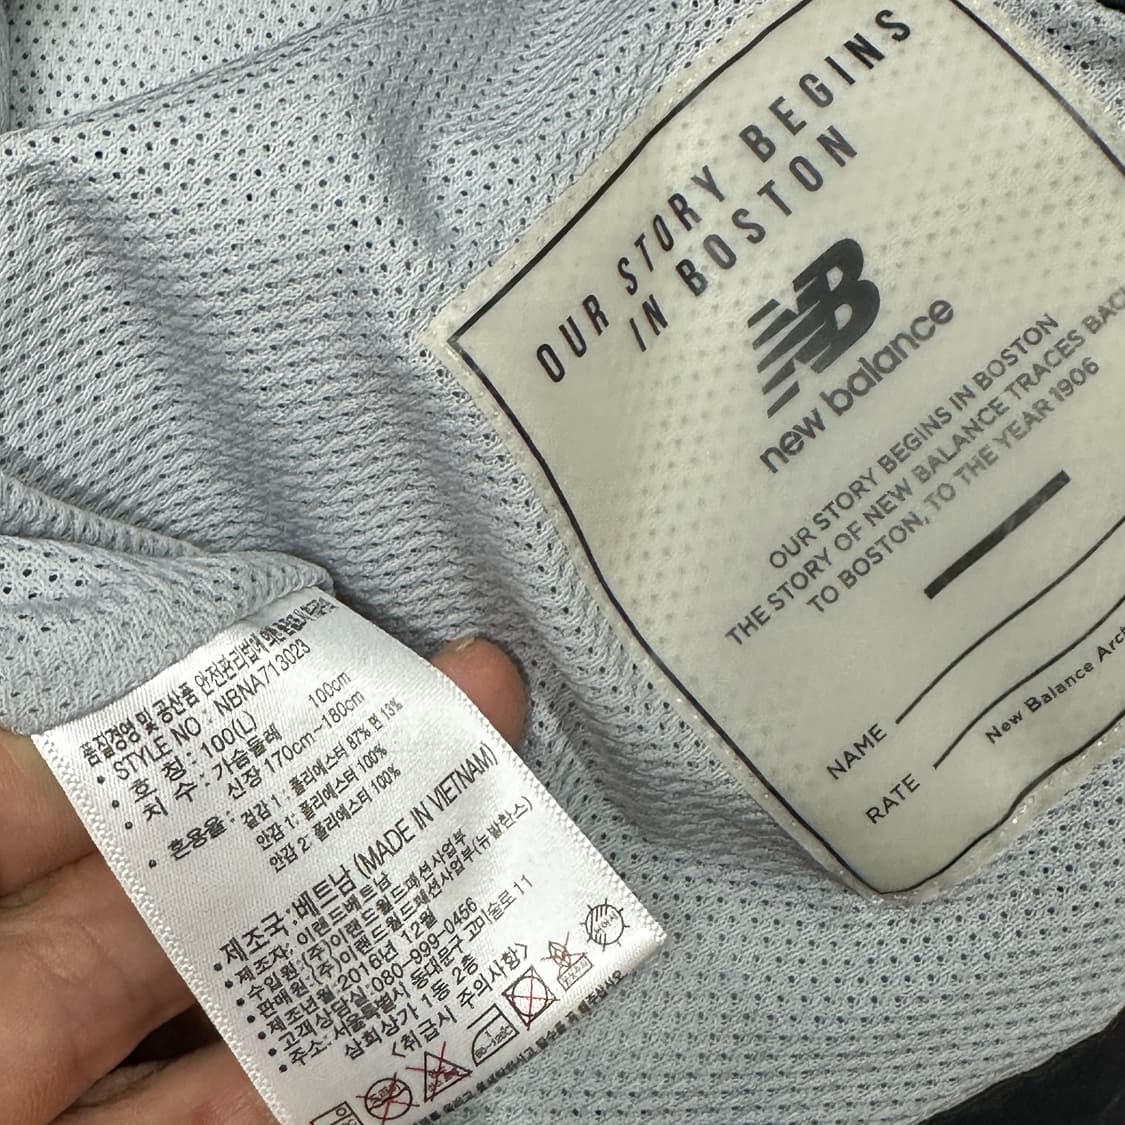 OUR STORY BEGINS
IN BOSTON
NB
new balance
OUR STORY BEGINS IN BOSTON
THE STORY OF NEW BALANCE TRACES BAC
TO BOSTON, TO THE YEAR 1906
NAME
RATE
New Balance Arc
품질경영 및 공산품 안전관리법에
• STYLE NO : NBNA713023
• 호 칭 : 100(L)
• 치 수 : 가슴둘레 100cm
신장 170cm~180cm
• 혼용율 : 겉감 1 : 폴리에스터 87% 면 13%
안감 1: 폴리에스터 100%
안감 2: 폴리에스터 100%
• 제조국:베트남 (MADE IN VIETNAM)
• 제조자: 이랜드베트남
• 수입원:(주)이랜드월드패션사업부
• 판매원:(주)이랜드월드패션사업부(뉴발란스)
• 제조년월:2016년 12월
• 고객상담실:080-999-0456
• 주소:서울특별시 동대문구 고미술로 11
삼희상가 1동 2층
<취급시 주의사항>
80~120℃